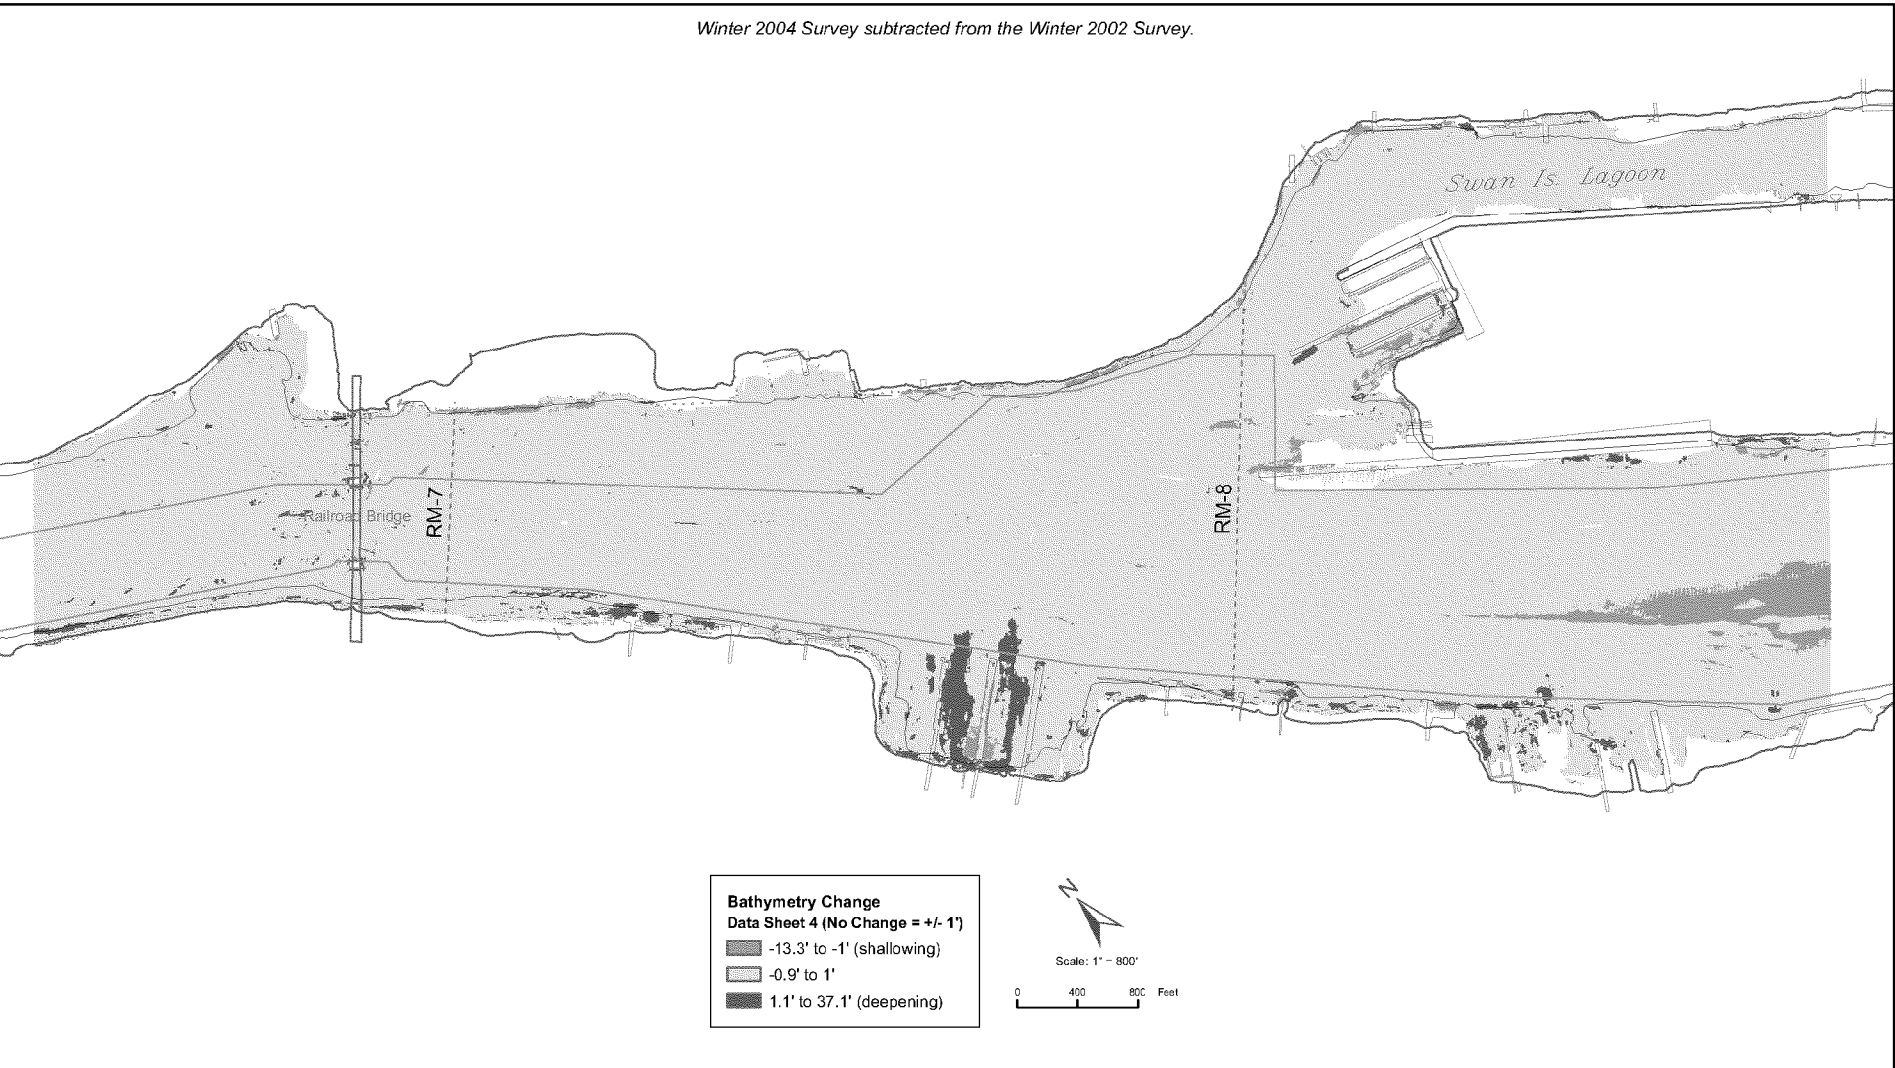 Winter 2004 Survey subtracted from the Winter 2002 Survey.
Swan Is. Lagoon
Railroad Bridge
RM-7
RM-8
Bathymetry Change
Data Sheet 4 (No Change = +/- 1')
-13.3' to -1' (shallowing)
-0.9' to 1'
1.1' to 37.1' (deepening)
N
Scale: 1" = 800'
0 400 800 Feet